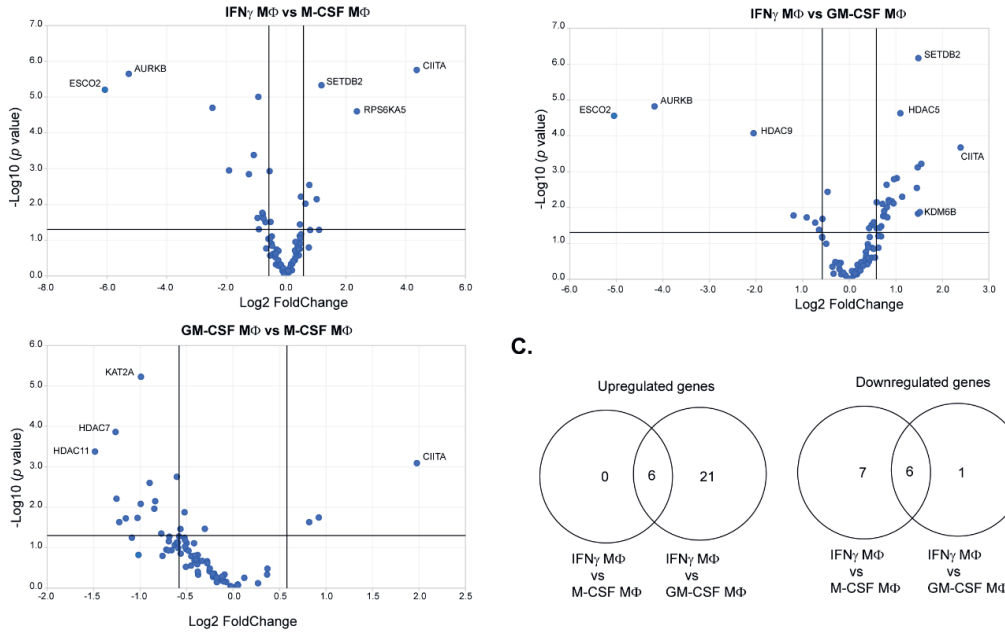 IFNγ MΦ vs M-CSF MΦ
7.0
6.0
5.0
4.0
3.0
2.0
1.0
0.0
-Log10 (p value)
ESCO2
AURKB
SETDB2
CIITA
RPS6KA5
-8.0
-6.0
-4.0
-2.0
0.0
2.0
4.0
6.0
Log2 FoldChange
IFNγ MΦ vs GM-CSF MΦ
7.0
6.0
5.0
4.0
3.0
2.0
1.0
0.0
-Log10 (p value)
SETDB2
ESCO2
AURKB
HDAC9
HDAC5
CIITA
KDM6B
-6.0
-5.0
-4.0
-3.0
-2.0
-1.0
0.0
1.0
2.0
3.0
Log2 FoldChange
GM-CSF MΦ vs M-CSF MΦ
6.0
5.0
4.0
3.0
2.0
1.0
0.0
-Log10 (p value)
KAT2A
HDAC7
HDAC11
CIITA
-2.0
-1.5
-1.0
-0.5
0.0
0.5
1.0
1.5
2.0
2.5
Log2 FoldChange
C.
Upregulated genes
0
6
21
IFNγ MΦ
vs
M-CSF MΦ
IFNγ MΦ
vs
GM-CSF MΦ
Downregulated genes
7
6
1
IFNγ MΦ
vs
M-CSF MΦ
IFNγ MΦ
vs
GM-CSF MΦ